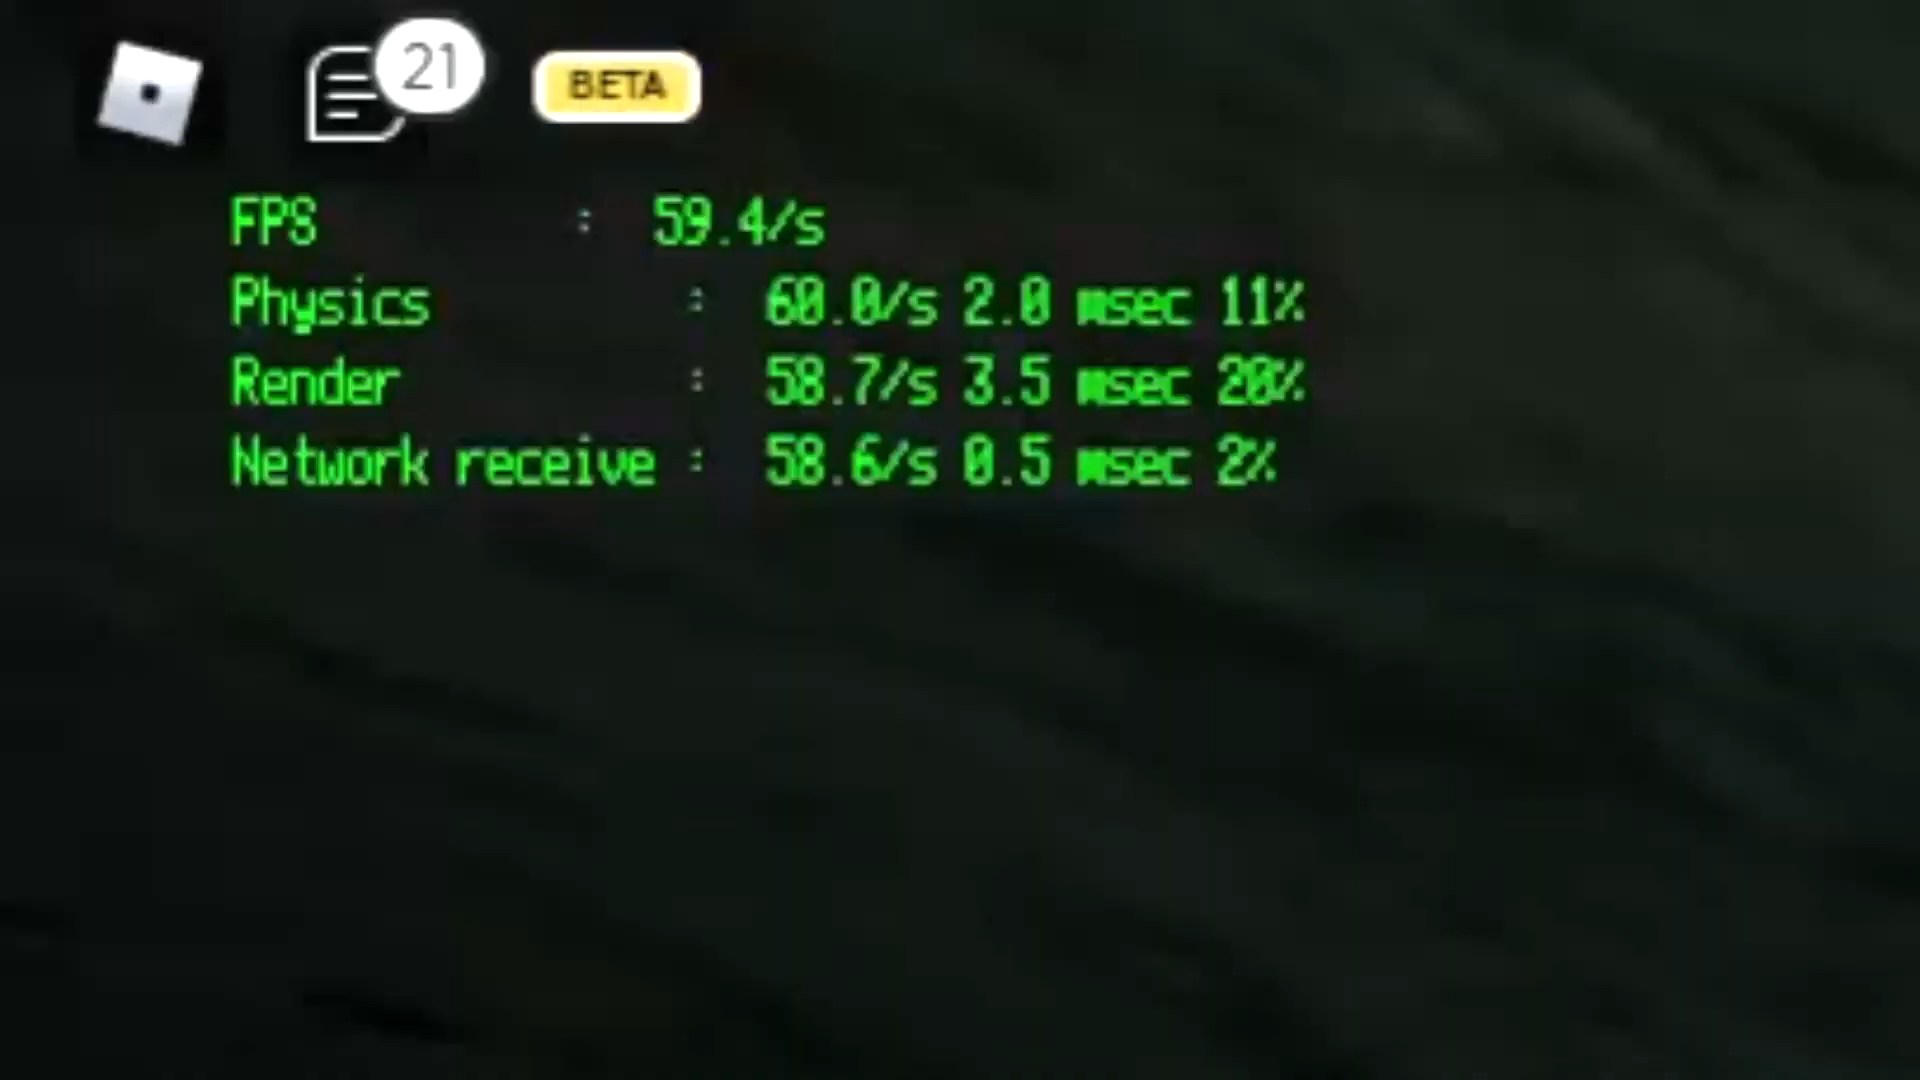 21
BETA
FPS : 59.4/s
Physics : 60.0/s 2.0 msec 11%
Render : 58.7/s 3.5 msec 20%
Network receive : 58.6/s 0.5 msec 2%